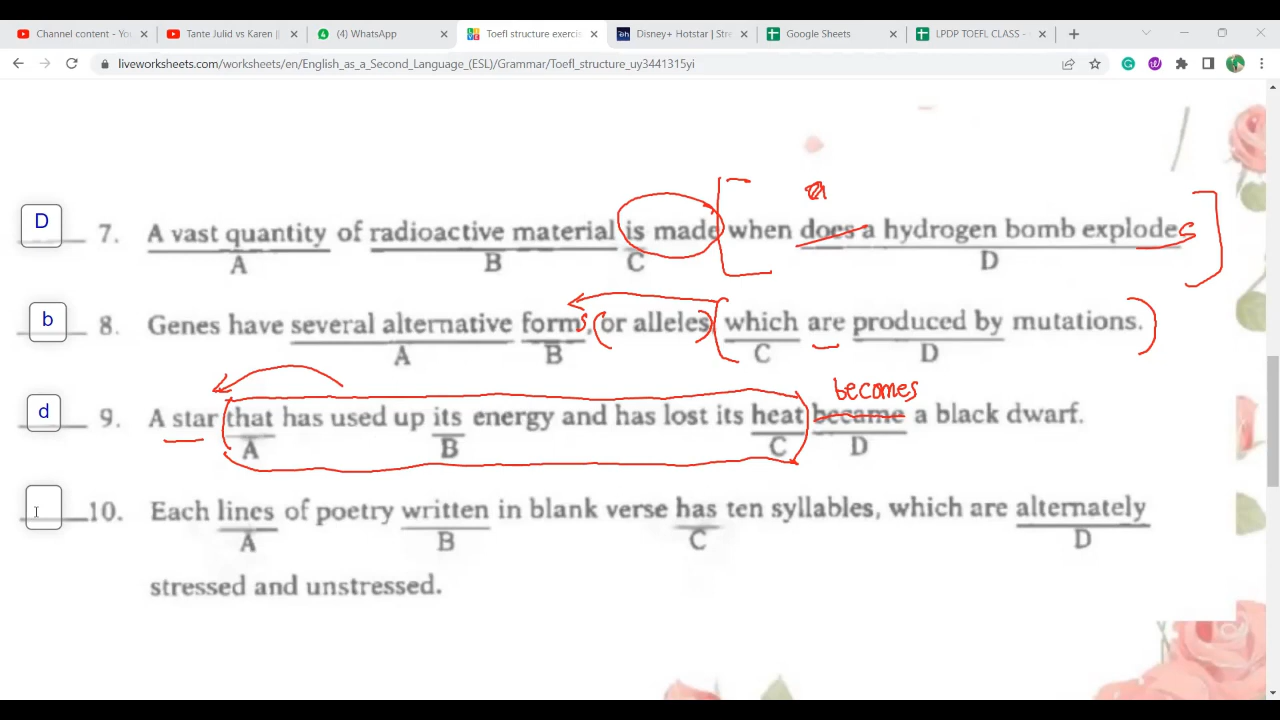 Channel content - You
Tante Julid vs Karen ||
(4) WhatsApp
Toefl structure exercis
Disney+ Hotstar | Stre
Google Sheets
LPDP TOEFL CLASS -
liveworksheets.com/worksheets/en/English_as_a_Second_Language_(ESL)/Grammar/Toefl_structure_uy3441315yi
a
D 7. A vast quantity of radioactive material is made when does a hydrogen bomb explodes
A B C D
b 8. Genes have several alternative forms, or alleles which are produced by mutations.
A B C D
becomes
d 9. A star that has used up its energy and has lost its heat became a black dwarf.
A B C D
10. Each lines of poetry written in blank verse has ten syllables, which are alternately
A B C D
stressed and unstressed.